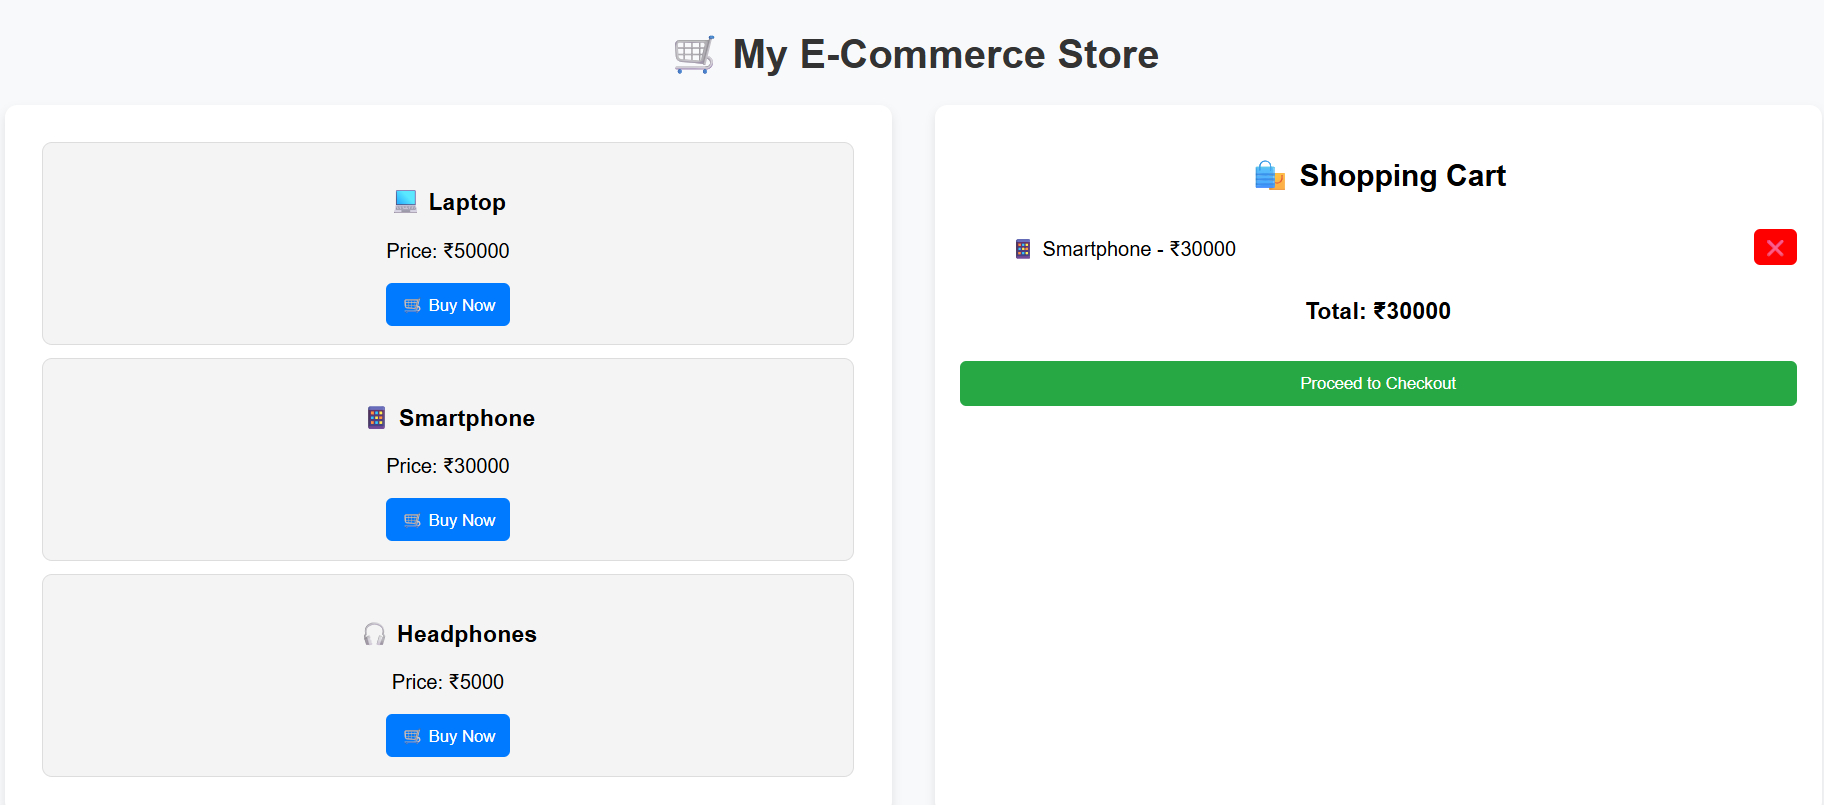 My E-Commerce Store
Laptop
Price: ₹50000
Buy Now
Smartphone
Price: ₹30000
Buy Now
Headphones
Price: ₹5000
Buy Now
Shopping Cart
Smartphone - ₹30000
Total: ₹30000
Proceed to Checkout